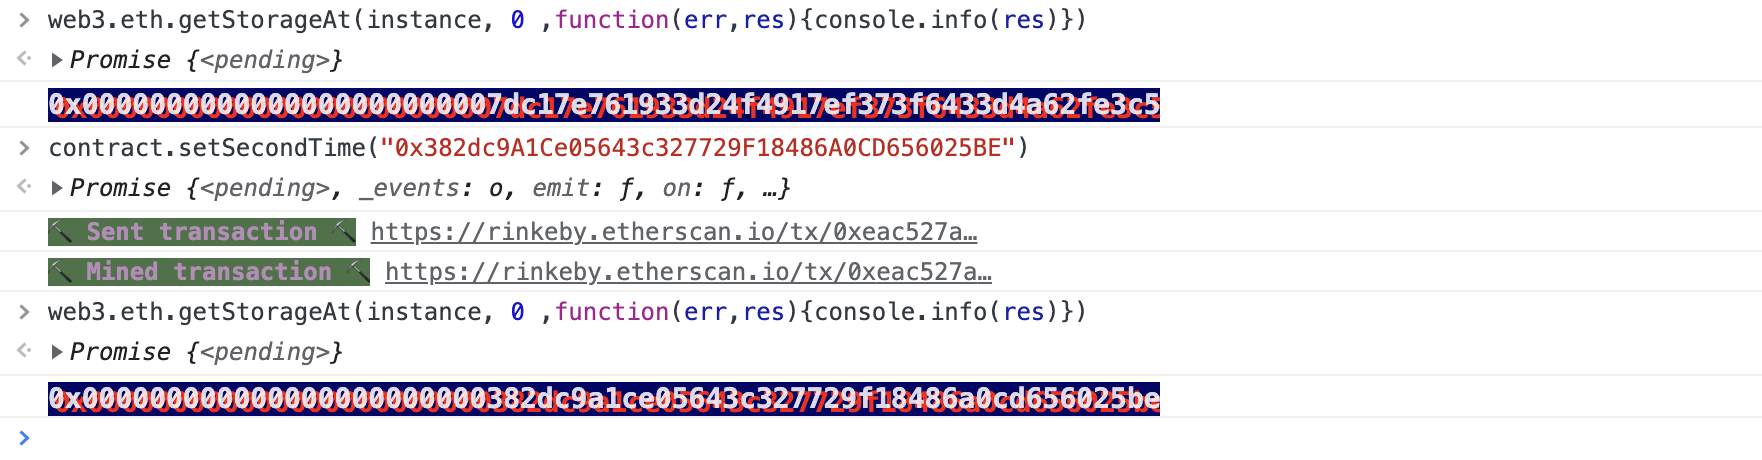 > web3.eth.getStorageAt(instance, 0 ,function(err,res){console.info(res)})
Promise {<pending>}
0x0000000000000000000000007dc17e761933d24f4917ef373f6433d4a62fe3c5
> contract.setSecondTime("0x382dc9A1Ce05643c327729F18486A0CD656025BE")
Promise {<pending>, _events: o, emit: ƒ, on: ƒ, …}
Sent transaction https://rinkeby.etherscan.io/tx/0xeac527a…
Mined transaction https://rinkeby.etherscan.io/tx/0xeac527a…
> web3.eth.getStorageAt(instance, 0 ,function(err,res){console.info(res)})
Promise {<pending>}
0x000000000000000000000000382dc9a1ce05643c327729f18486a0cd656025be
>